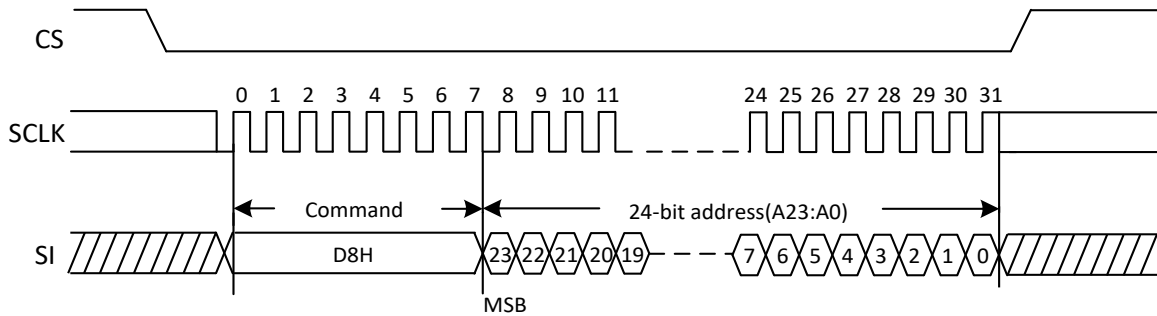 CS
0 1 2 3 4 5 6 7 8 9 10 11 24 25 26 27 28 29 30 31
SCLK
Command 24-bit address(A23:A0)
SI D8H 23 22 21 20 19 7 6 5 4 3 2 1 0
MSB